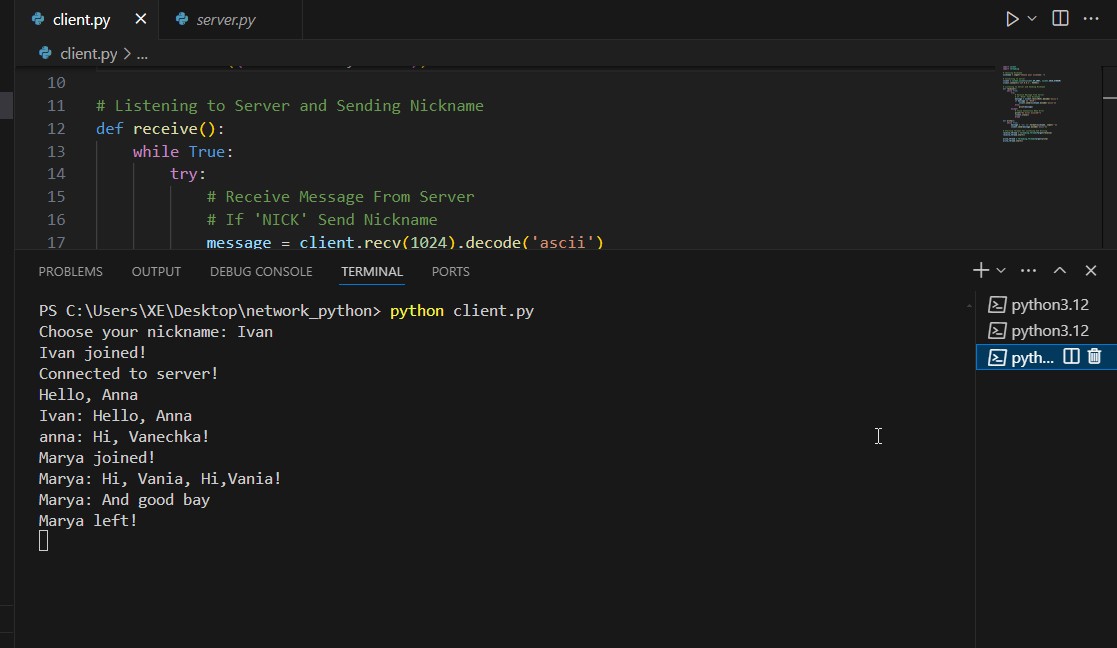 client.py
server.py
client.py > ...
10
11 # Listening to Server and Sending Nickname
12 def receive():
13 while True:
14 try:
15 # Receive Message From Server
16 # If 'NICK' Send Nickname
17 message = client.recv(1024).decode('ascii')
PROBLEMS OUTPUT DEBUG CONSOLE TERMINAL PORTS
PS C:\Users\XE\Desktop\network_python> python client.py
Choose your nickname: Ivan
Ivan joined!
Connected to server!
Hello, Anna
Ivan: Hello, Anna
anna: Hi, Vanechka!
Marya joined!
Marya: Hi, Vania, Hi,Vania!
Marya: And good bay
Marya left!
python3.12
python3.12
pyth...